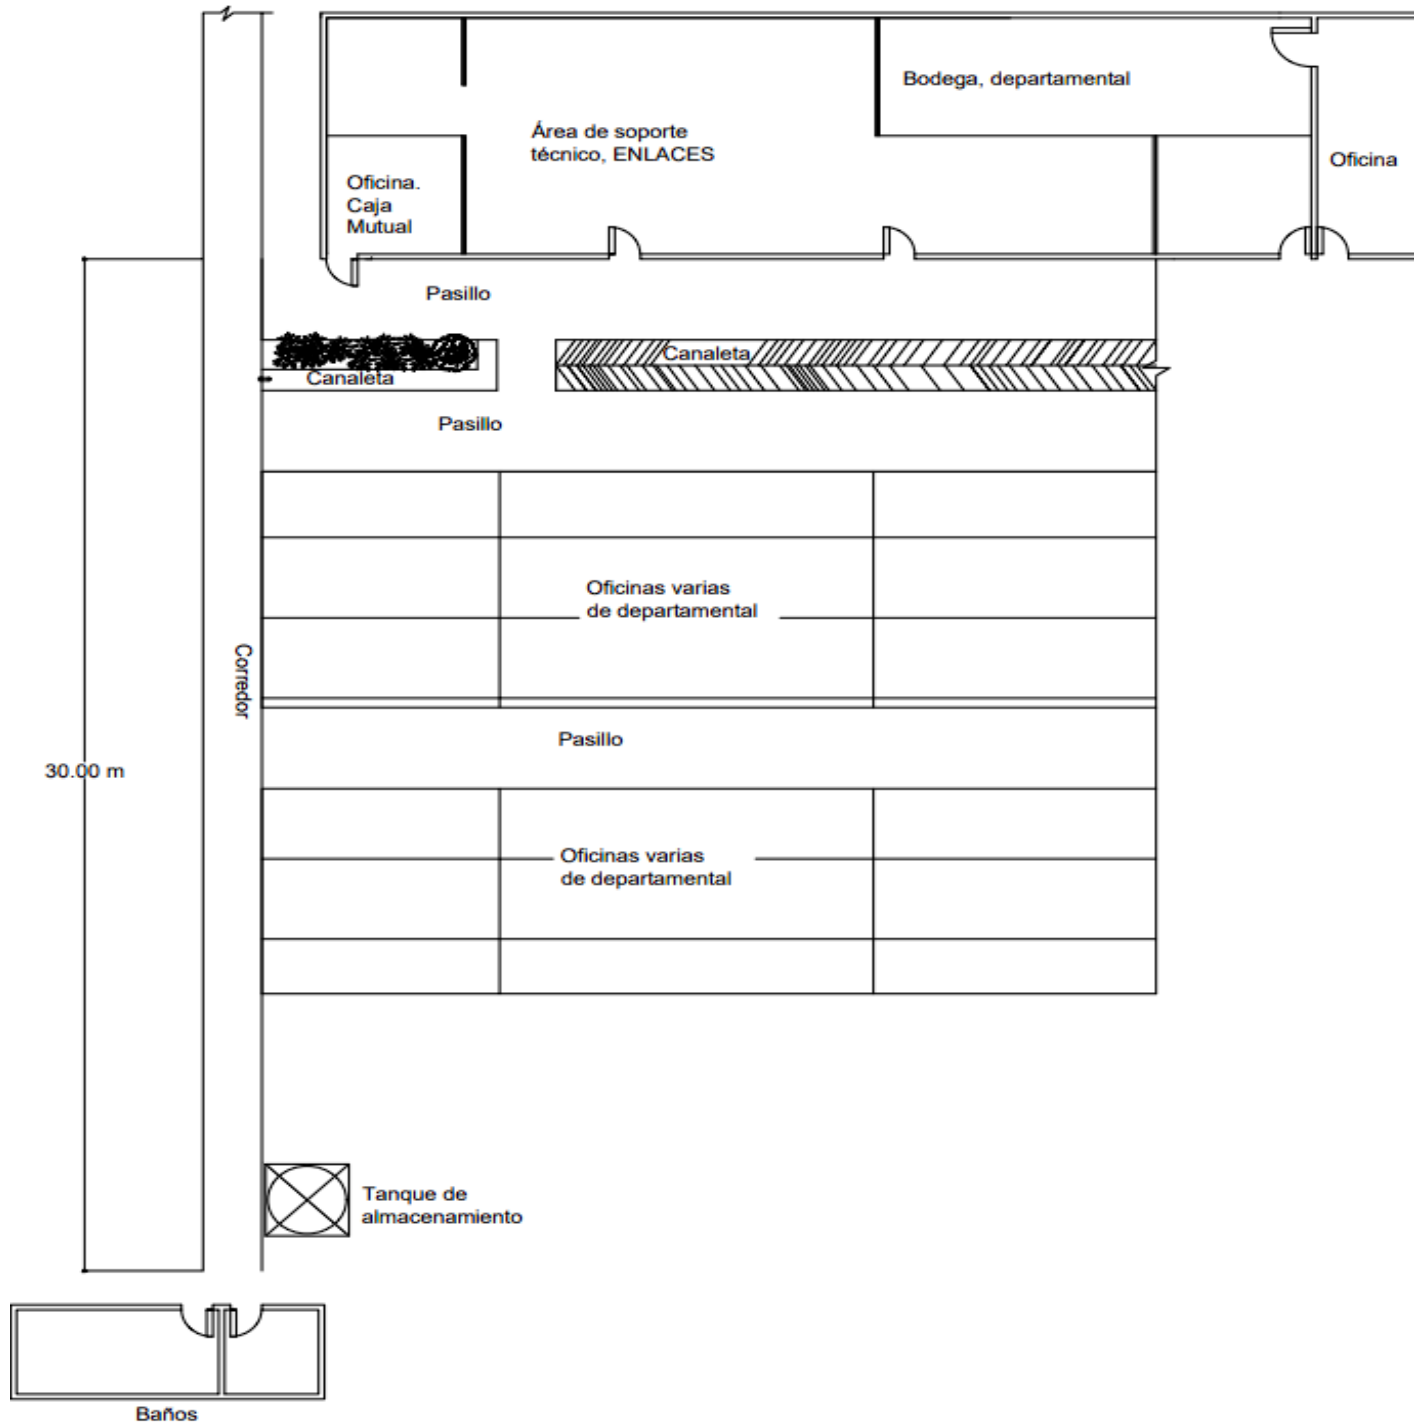 Bodega, departamental
Área de soporte
técnico, ENLACES
Oficina
Oficina.
Caja
Mutual
Pasillo
Canaleta
Canaleta
Pasillo
Oficinas varias
de departamental
Corredor
Pasillo
30.00 m
Oficinas varias
de departamental
Tanque de
almacenamiento
Baños